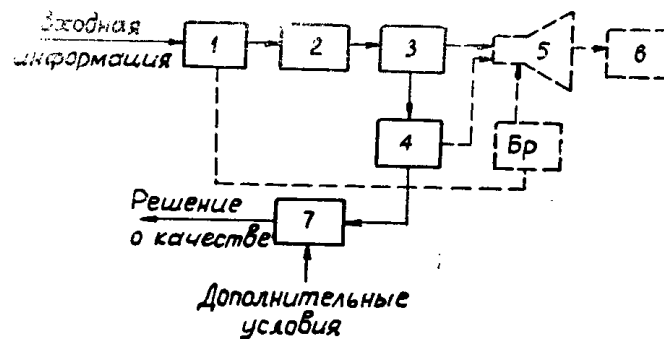 Входная
информация
1
2
3
5
6
4
Бр
Решение
о качестве
7
Дополнительные
условия